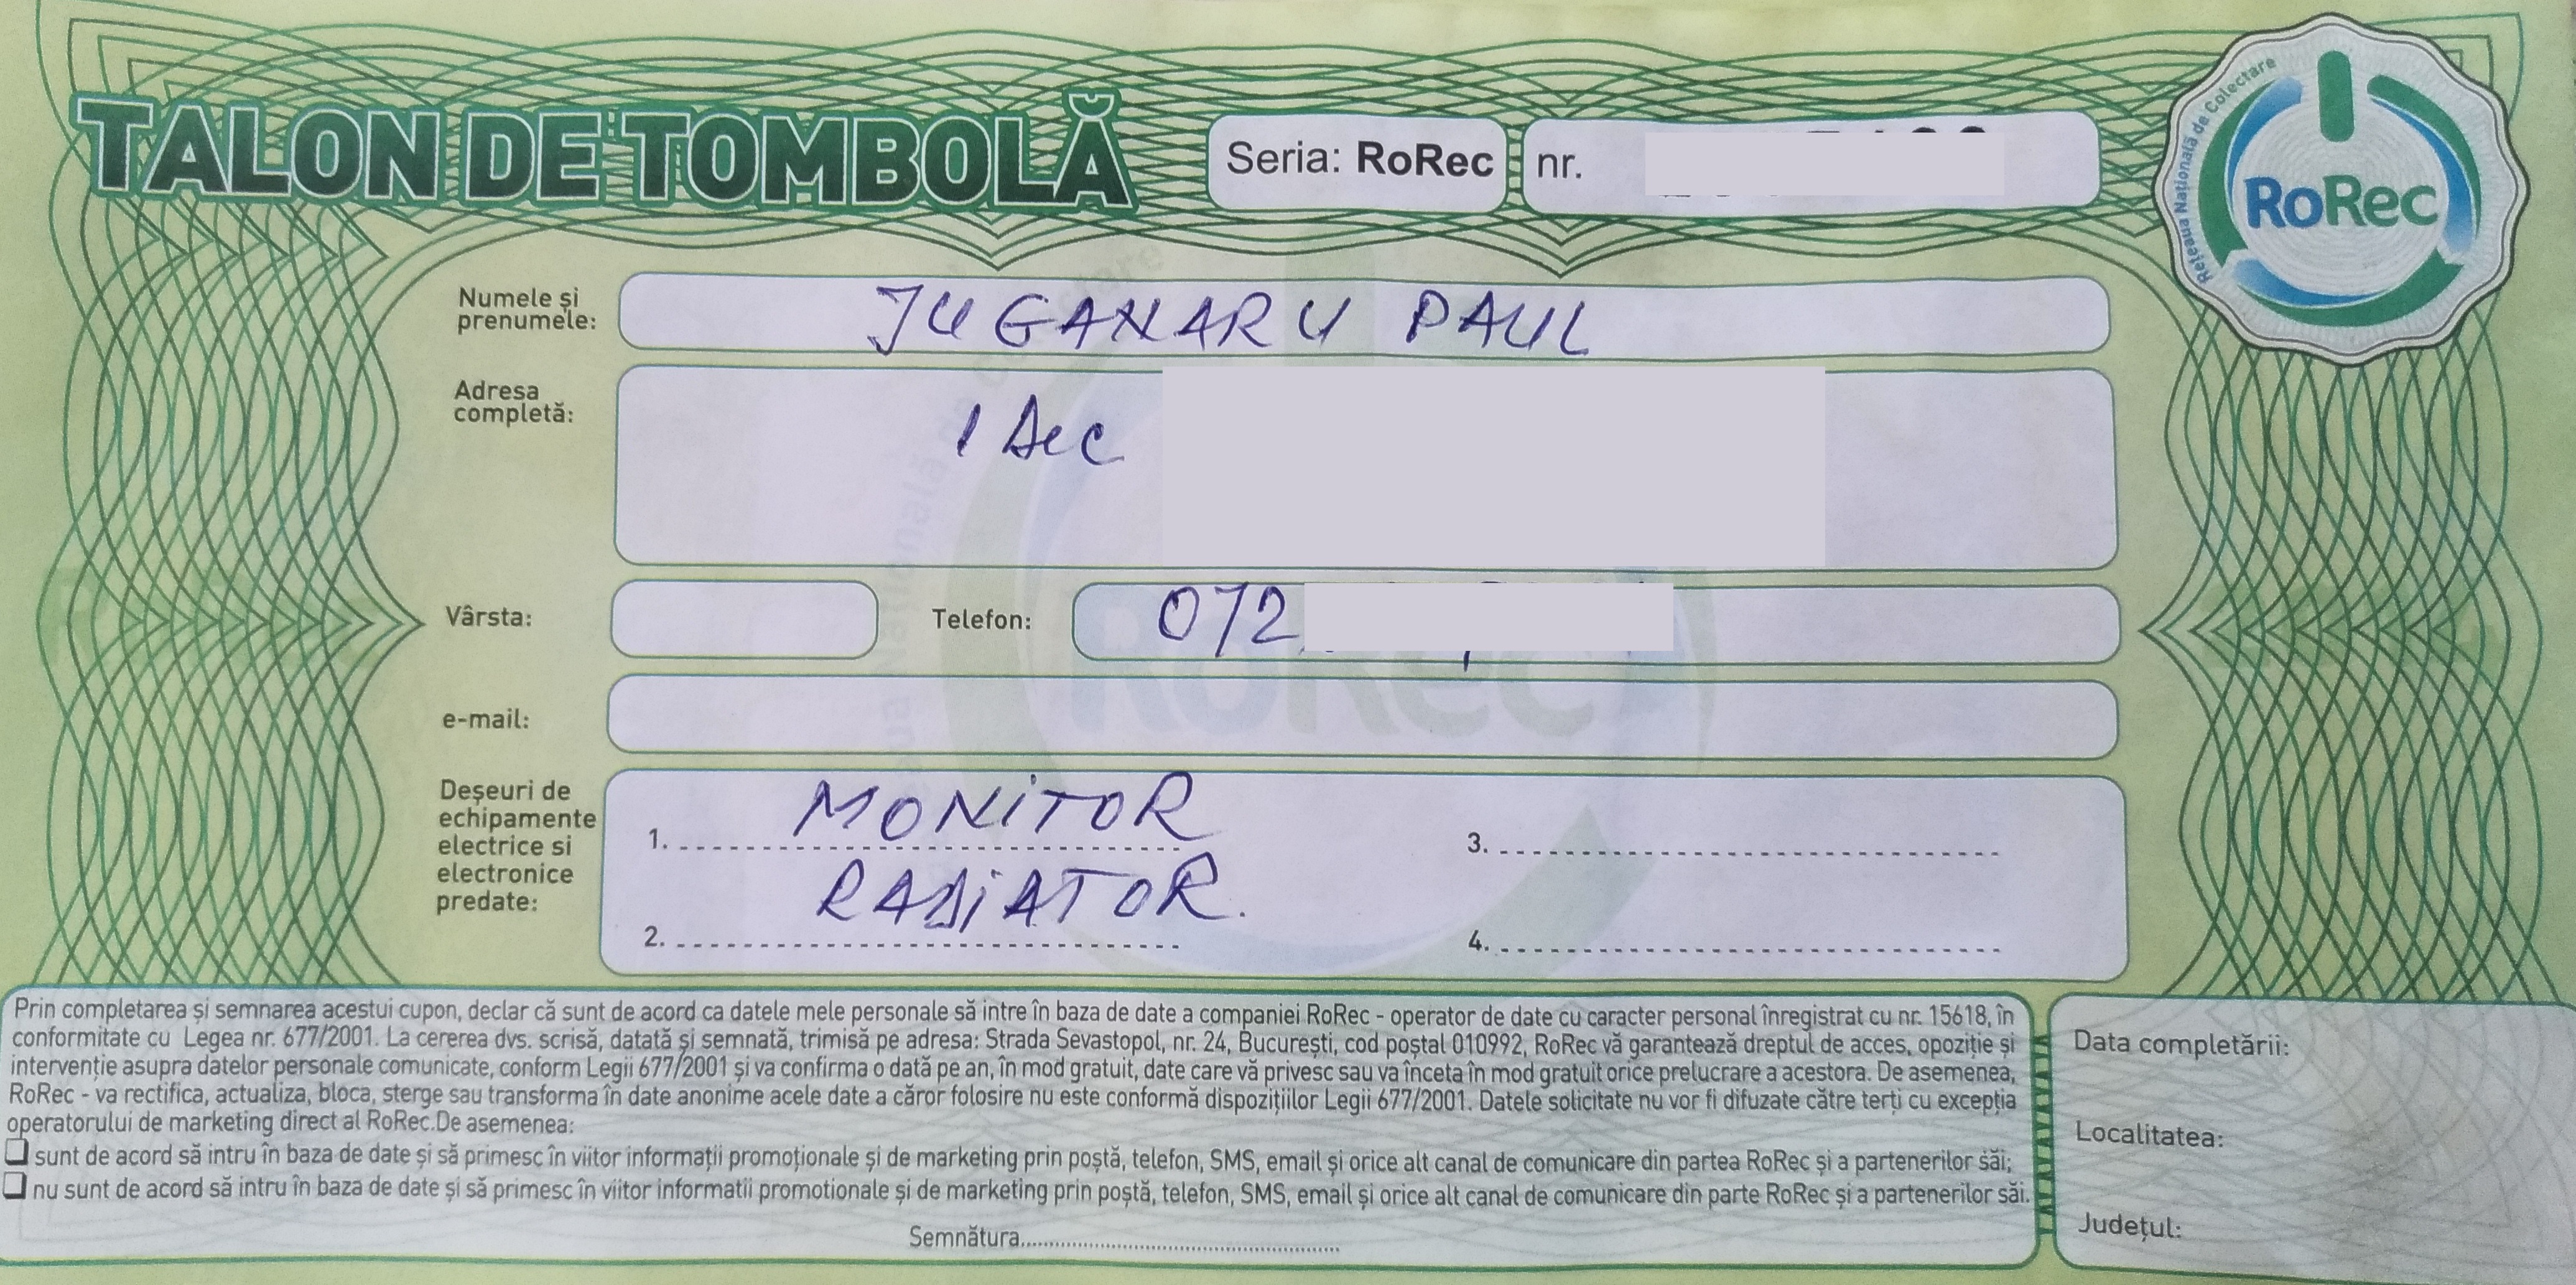 TALON DE TOMBOLĂ
Seria: RoRec
nr.
Rețeaua Națională de Colectare
RoRec
Numele și
prenumele:
JUGANARU PAUL
Adresa
completă:
1 Dec
Vârsta:
Telefon:
072
e-mail:
Deșeuri de
echipamente
electrice si
electronice
predate:
1. MONiTOR
3.
2. RADiATOR.
4.
Prin completarea și semnarea acestui cupon, declar că sunt de acord ca datele mele personale să intre în baza de date a companiei RoRec - operator de date cu caracter personal înregistrat cu nr. 15618, în
conformitate cu Legea nr. 677/2001. La cererea dvs. scrisă, datată și semnată, trimisă pe adresa: Strada Sevastopol, nr. 24, București, cod poștal 010992, RoRec vă garantează dreptul de acces, opoziție și
intervenție asupra datelor personale comunicate, conform Legii 677/2001 și va confirma o dată pe an, în mod gratuit, date care vă privesc sau va înceta în mod gratuit orice prelucrare a acestora. De asemenea,
RoRec - va rectifica, actualiza, bloca, sterge sau transforma în date anonime acele date a căror folosire nu este conformă dispozițiilor Legii 677/2001. Datele solicitate nu vor fi difuzate către terți cu excepția
operatorului de marketing direct al RoRec.De asemenea:
sunt de acord să intru în baza de date și să primesc în viitor informații promoționale și de marketing prin poștă, telefon, SMS, email și orice alt canal de comunicare din partea RoRec și a partenerilor săi;
nu sunt de acord să intru în baza de date și să primesc în viitor informatii promotionale și de marketing prin poștă, telefon, SMS, email și orice alt canal de comunicare din parte RoRec și a partenerilor săi.
Semnătura
Data completării:
Localitatea:
Județul: